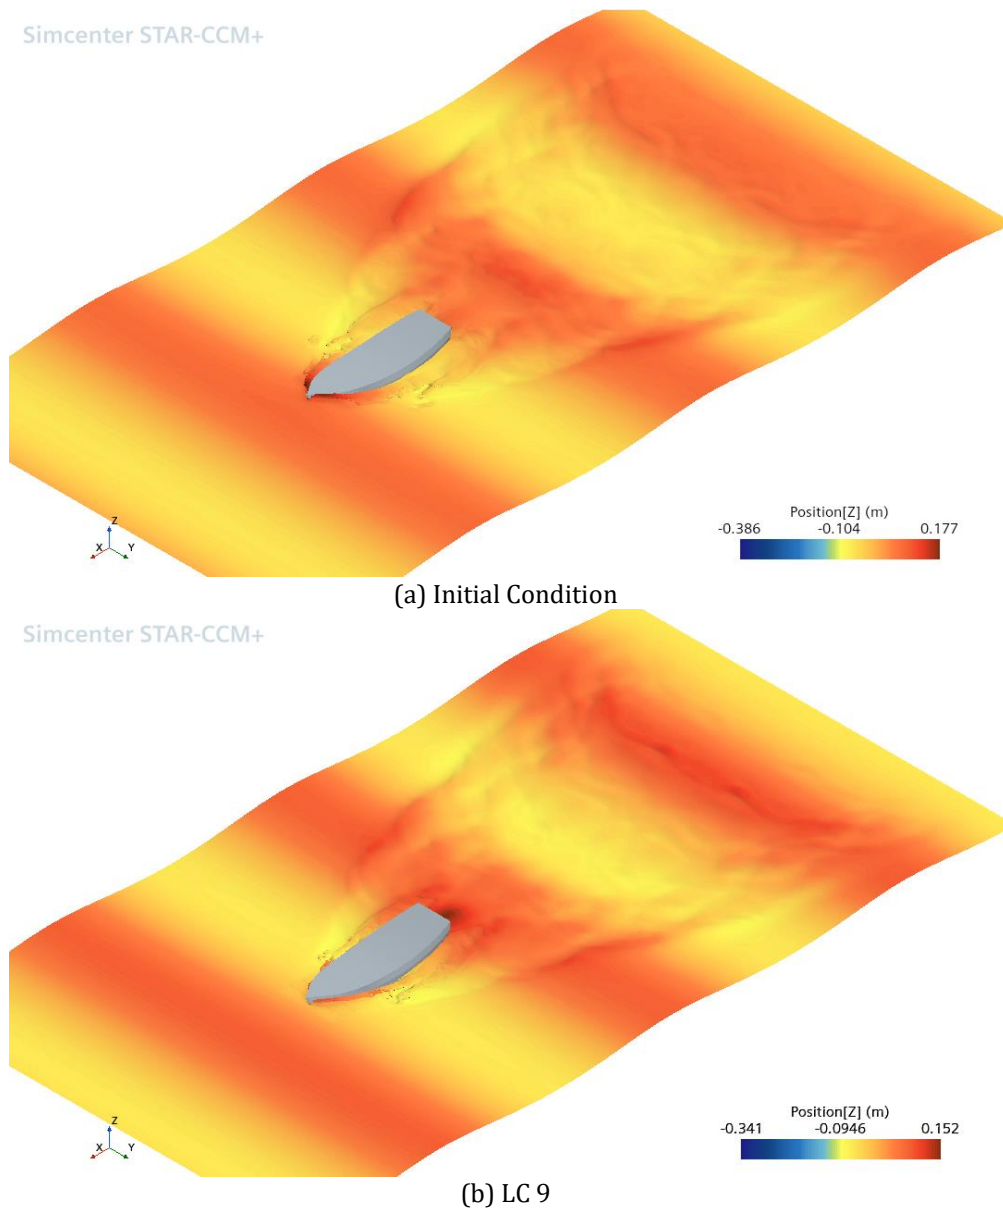 Simcenter STAR-CCM+
Position[Z] (m)
-0.386 -0.104 0.177
Z
X Y
(a) Initial Condition
Simcenter STAR-CCM+
Position[Z] (m)
-0.341 -0.0946 0.152
Z
X Y
(b) LC 9